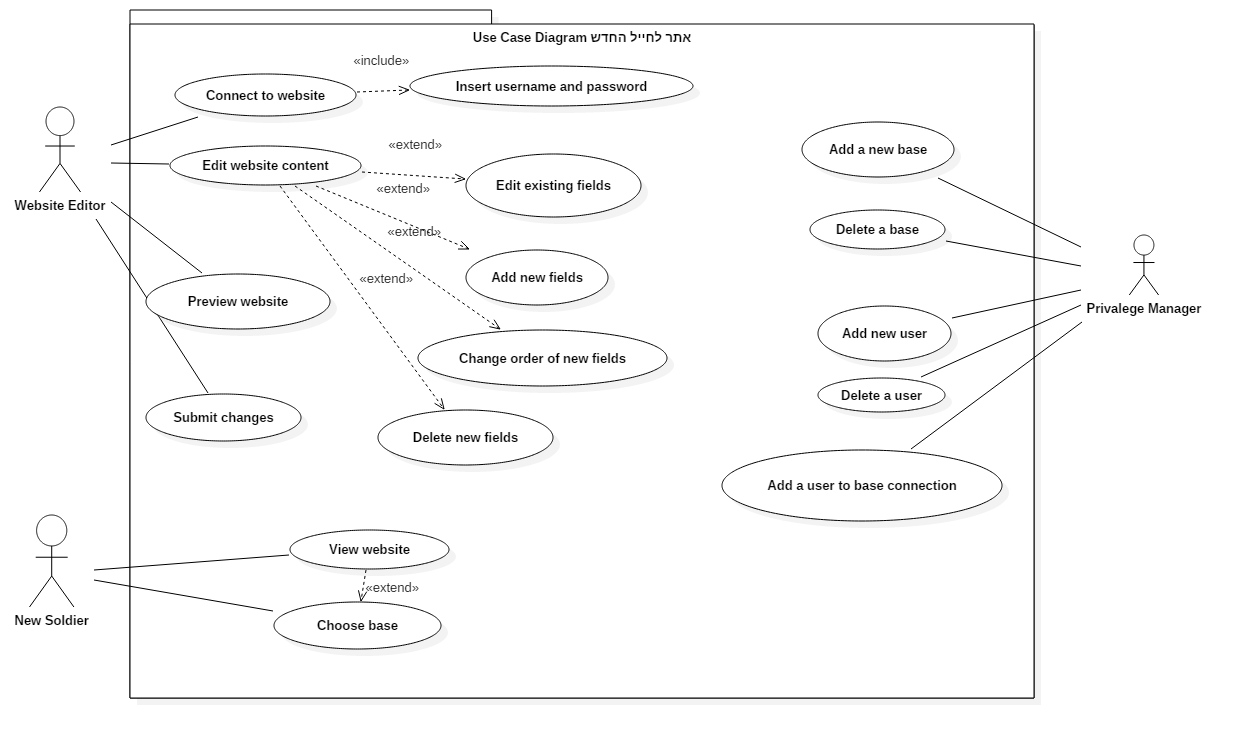 Use Case Diagram אתר לחייל החדש
«include»
Connect to website
Insert username and password
«extend»
Edit website content
Edit existing fields
«extend»
Website Editor
«extend»
Add new fields
«extend»
Preview website
Change order of new fields
Submit changes
Delete new fields
Add a new base
Delete a base
Privalege Manager
Add new user
Delete a user
Add a user to base connection
View website
«extend»
New Soldier
Choose base